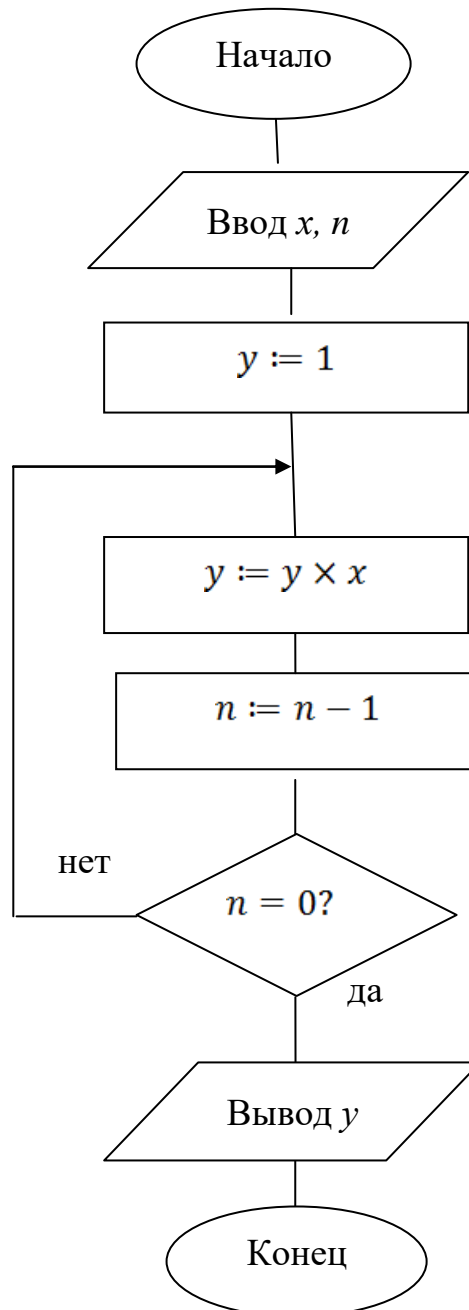 Начало
Ввод x, n
y ≔ 1
y ≔ y × x
n ≔ n − 1
нет
n = 0?
да
Вывод y
Конец